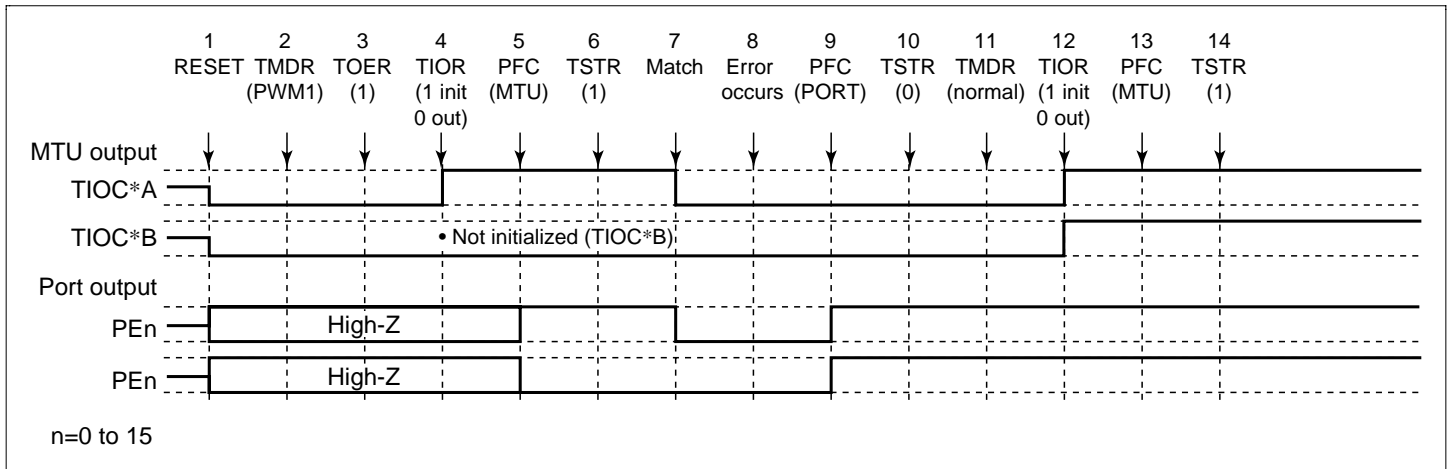 1 2 3 4 5 6 7 8 9 10 11 12 13 14
RESET TMDR TOER TIOR PFC TSTR Match Error PFC TSTR TMDR TIOR PFC TSTR
(PWM1) (1) (1 init (MTU) (1) occurs (PORT) (0) (normal) (1 init (MTU) (1)
0 out) 0 out)
MTU output
TIOC*A
TIOC*B • Not initialized (TIOC*B)
Port output
PEn High-Z
PEn High-Z
n=0 to 15